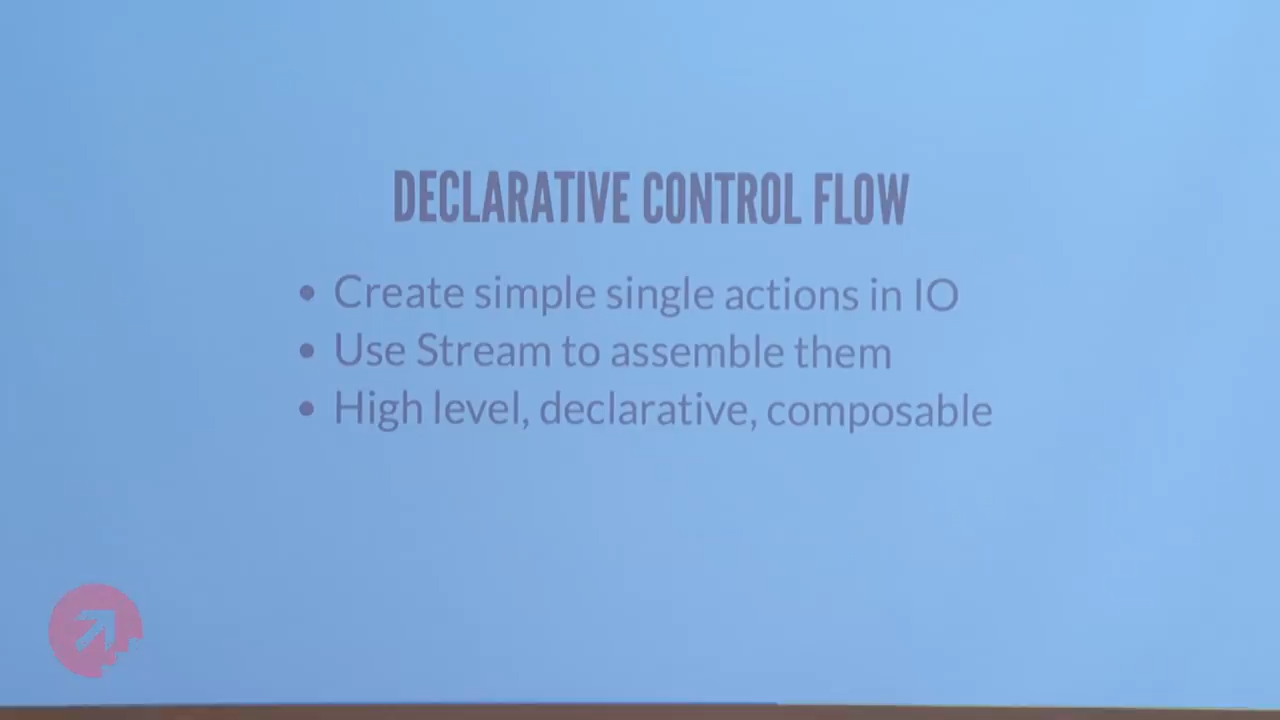 DECLARATIVE CONTROL FLOW
• Create simple single actions in IO
• Use Stream to assemble them
• High level, declarative, composable